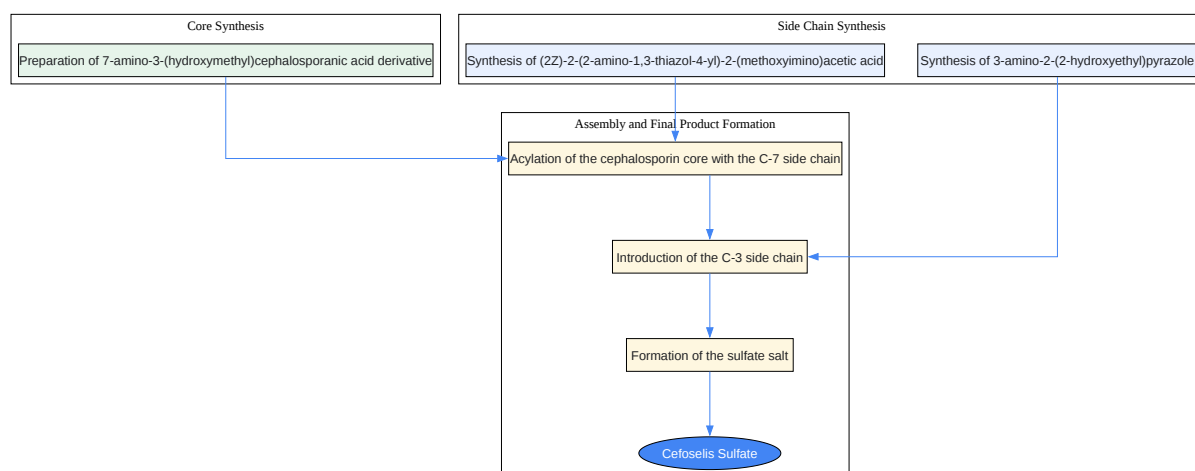 Core Synthesis
Preparation of 7-amino-3-(hydroxymethyl)cephalosporanic acid derivative
Side Chain Synthesis
Synthesis of (2Z)-2-(2-amino-1,3-thiazol-4-yl)-2-(methoxyimino)acetic acid
Synthesis of 3-amino-2-(2-hydroxyethyl)pyrazole
Assembly and Final Product Formation
Acylation of the cephalosporin core with the C-7 side chain
Introduction of the C-3 side chain
Formation of the sulfate salt
Cefoselis Sulfate